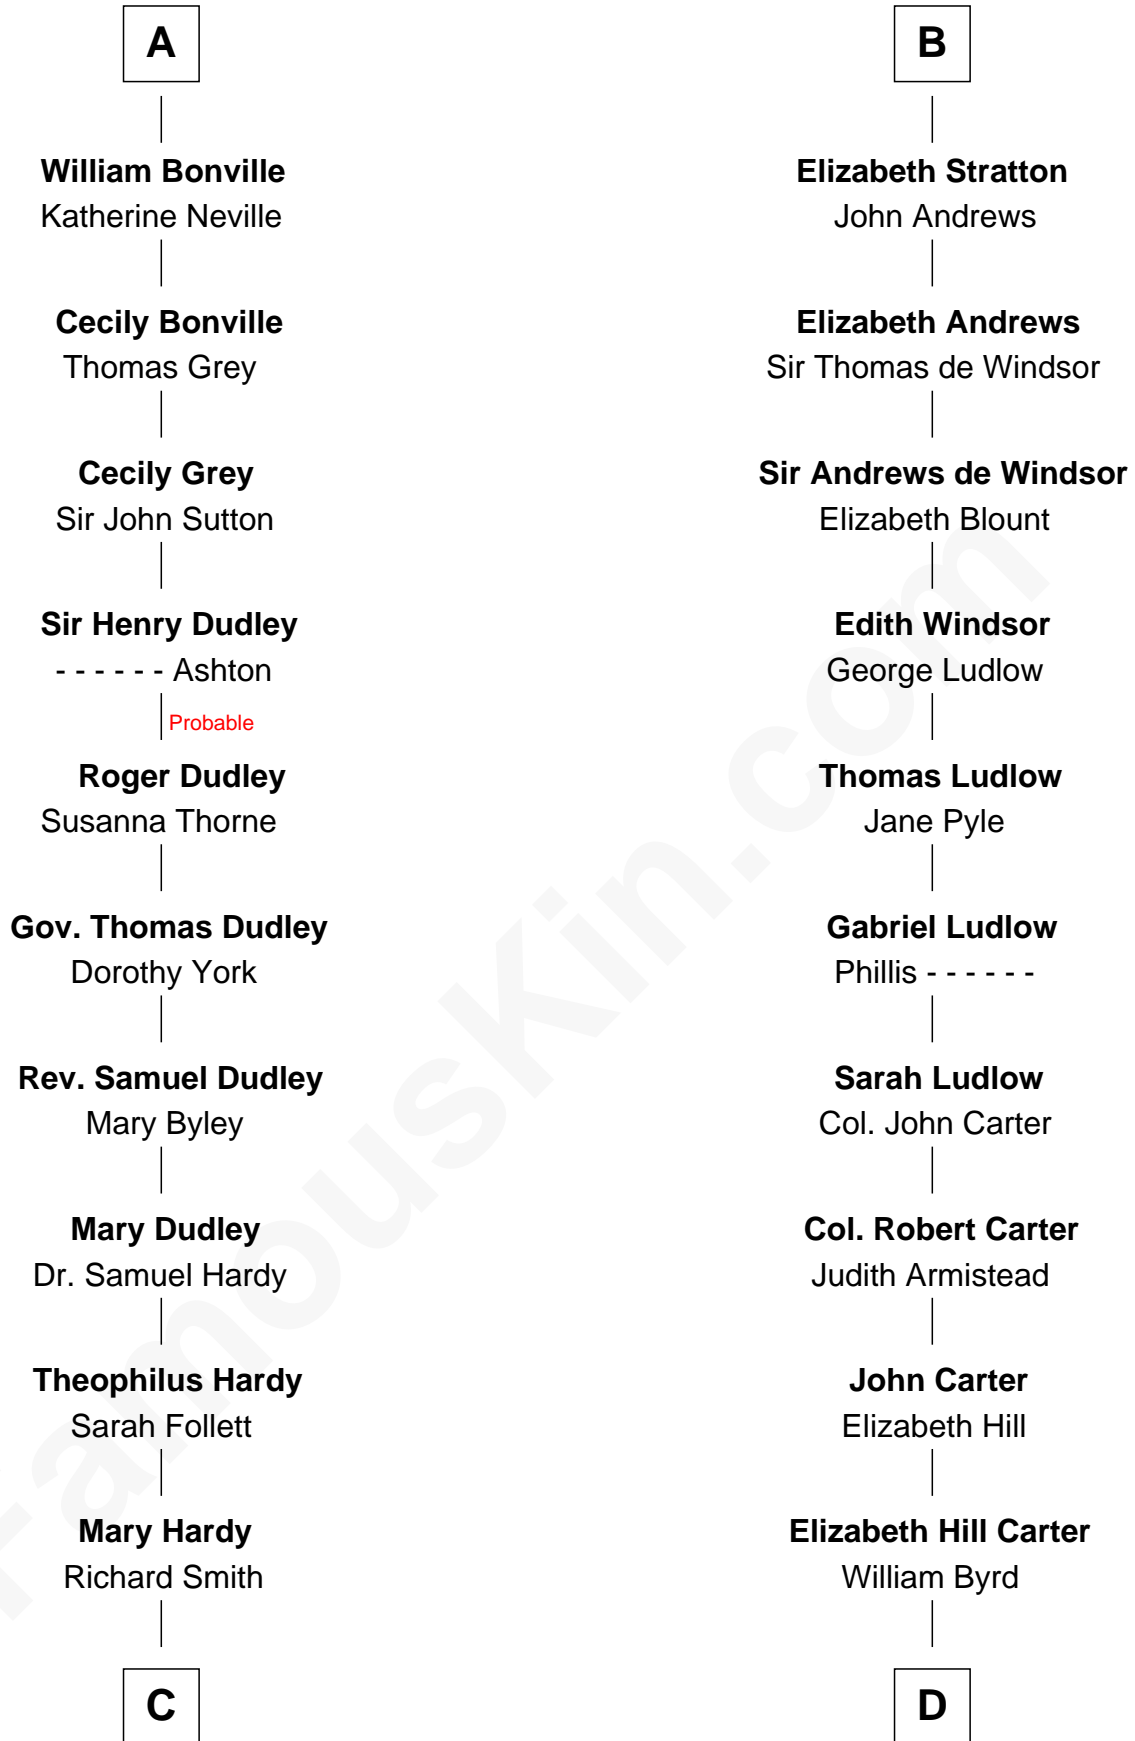 A
William Bonville
Katherine Neville
Cecily Bonville
Thomas Grey
Cecily Grey
Sir John Sutton
Sir Henry Dudley
- - - - - - Ashton
Probable
Roger Dudley
Susanna Thorne
Gov. Thomas Dudley
Dorothy York
Rev. Samuel Dudley
Mary Byley
Mary Dudley
Dr. Samuel Hardy
Theophilus Hardy
Sarah Follett
Mary Hardy
Richard Smith
C
B
Elizabeth Stratton
John Andrews
Elizabeth Andrews
Sir Thomas de Windsor
Sir Andrews de Windsor
Elizabeth Blount
Edith Windsor
George Ludlow
Thomas Ludlow
Jane Pyle
Gabriel Ludlow
Phillis - - - - - -
Sarah Ludlow
Col. John Carter
Col. Robert Carter
Judith Armistead
John Carter
Elizabeth Hill
Elizabeth Hill Carter
William Byrd
D
FamousKin.com